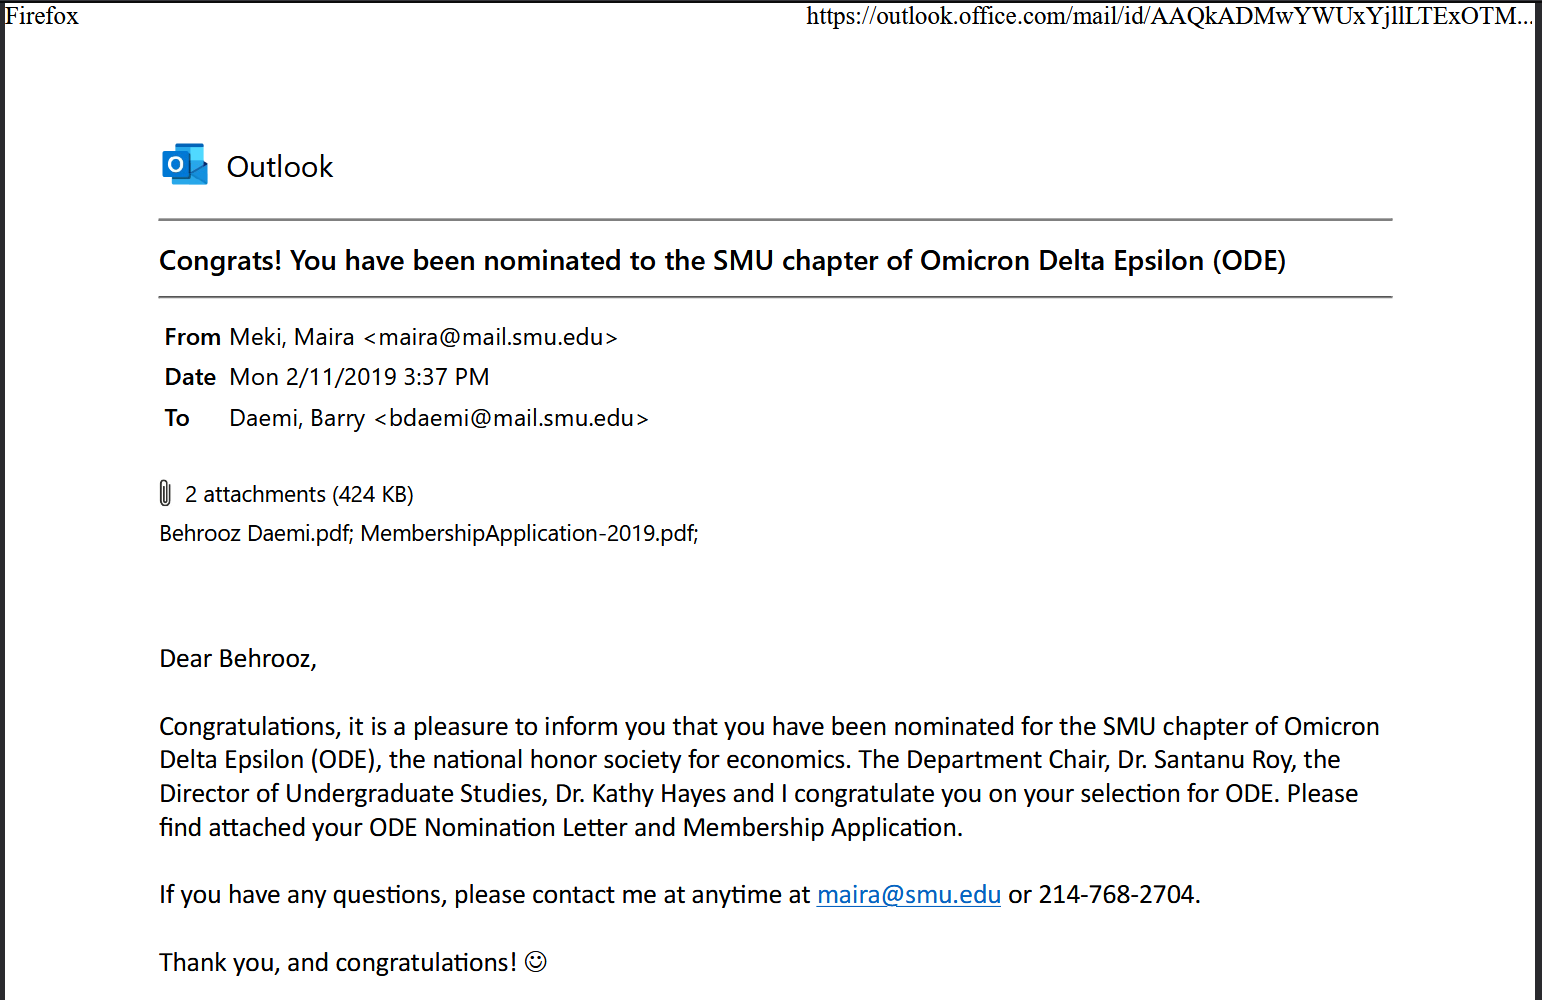 Firefox
https://outlook.office.com/mail/id/AAQkADMwYWUxYjllLTExOTM...
Outlook
Congrats! You have been nominated to the SMU chapter of Omicron Delta Epsilon (ODE)
From Meki, Maira <maira@mail.smu.edu>
Date Mon 2/11/2019 3:37 PM
To Daemi, Barry <bdaemi@mail.smu.edu>
2 attachments (424 KB)
Behrooz Daemi.pdf; MembershipApplication-2019.pdf;
Dear Behrooz,
Congratulations, it is a pleasure to inform you that you have been nominated for the SMU chapter of Omicron
Delta Epsilon (ODE), the national honor society for economics. The Department Chair, Dr. Santanu Roy, the
Director of Undergraduate Studies, Dr. Kathy Hayes and I congratulate you on your selection for ODE. Please
find attached your ODE Nomination Letter and Membership Application.
If you have any questions, please contact me at anytime at maira@smu.edu or 214-768-2704.
Thank you, and congratulations! ☺